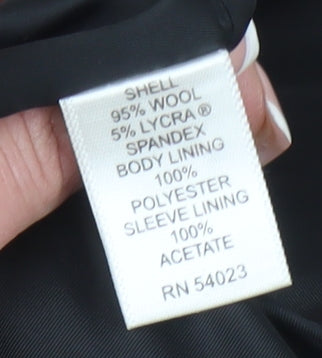 SHELL
95% WOOL
5% LYCRA®
SPANDEX
BODY LINING
100%
POLYESTER
SLEEVE LINING
100%
ACETATE
RN 54023